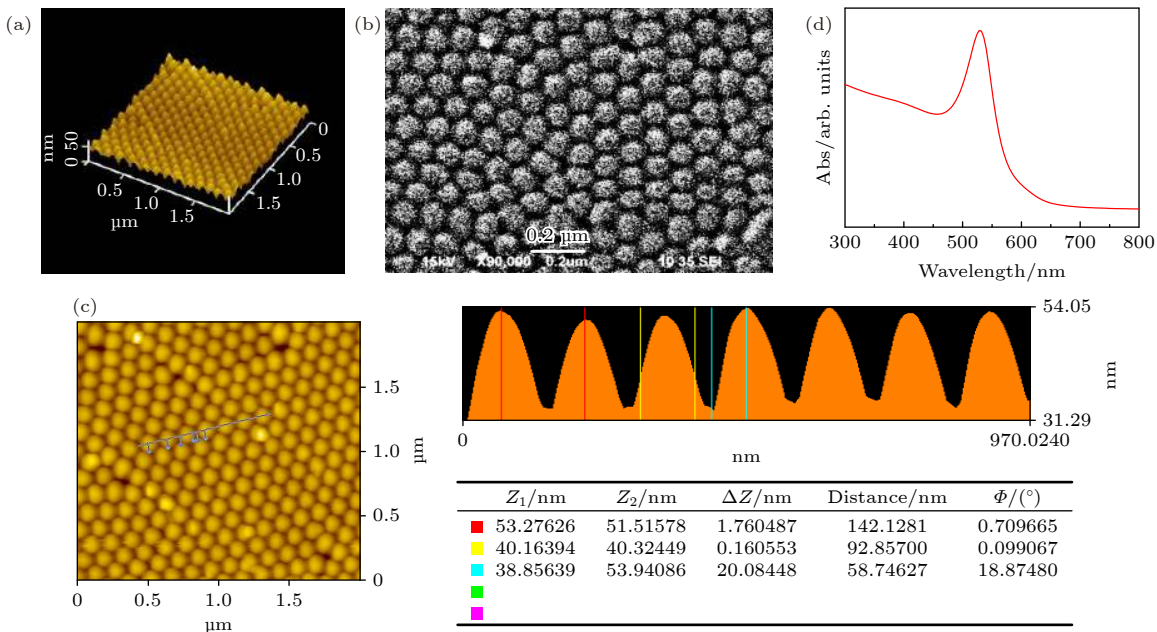 (a)
nm
0 50
0.5
1.0
1.5
µm
0
0.5
1.0
1.5
(b)
0.2 µm
15kV X90,000 0.2um 10 35 SEI
(d)
Abs/arb. units
300 400 500 600 700 800
Wavelength/nm
(c)
1.5
1.0
0.5
0
µm
0 0.5 1.0 1.5
µm
54.05
nm
31.29
0 970.0240
nm
Z1/nm Z2/nm ΔZ/nm Distance/nm Φ/(°)
53.27626 51.51578 1.760487 142.1281 0.709665
40.16394 40.32449 0.160553 92.85700 0.099067
38.85639 53.94086 20.08448 58.74627 18.87480